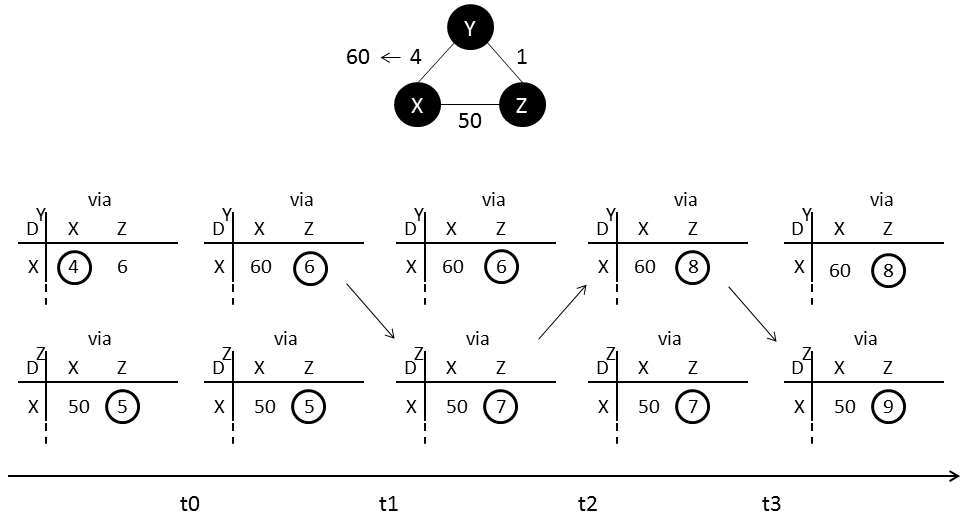 Y
60 ← 4 1
X Z
50
via via via via via
Y Y Y Y Y
D X Z D X Z D X Z D X Z D X Z
X 4 6 X 60 6 X 60 6 X 60 8 X 60 8
via via via via via
Z Z Z Z Z
D X Z D X Z D X Z D X Z D X Z
X 50 5 X 50 5 X 50 7 X 50 7 X 50 9
t0 t1 t2 t3